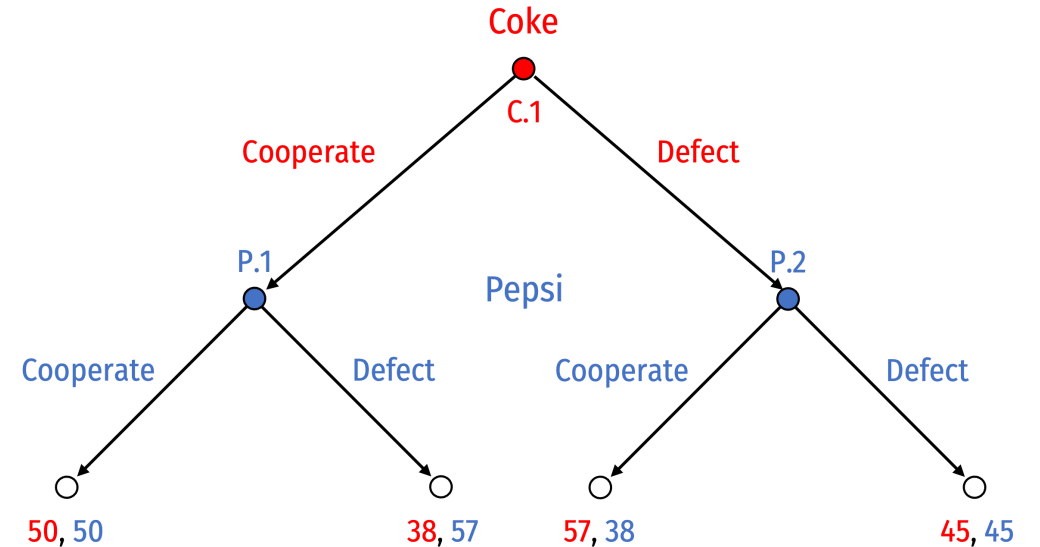 Coke
C.1
Cooperate
Defect
P.1
P.2
Pepsi
Cooperate
Defect
Cooperate
Defect
50, 50
38, 57
57, 38
45, 45